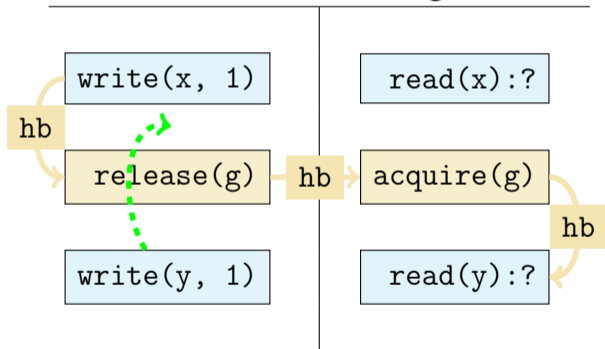 write(x, 1)
read(x):?
hb
release(g)
hb
acquire(g)
hb
write(y, 1)
read(y):?